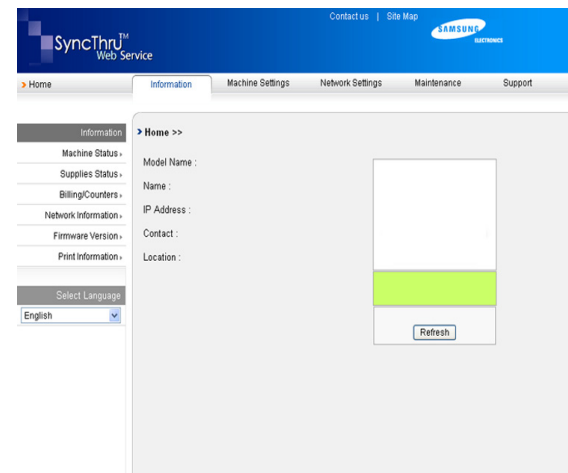 Contact us | Site Map
SAMSUNG
ELECTRONICS
SyncThru™
Web Service
Home
Information
Machine Settings
Network Settings
Maintenance
Support
Information
Machine Status
Supplies Status
Billing/Counters
Network Information
Firmware Version
Print Information
Select Language
English
Home >>
Model Name :
Name :
IP Address :
Contact :
Location :
Refresh